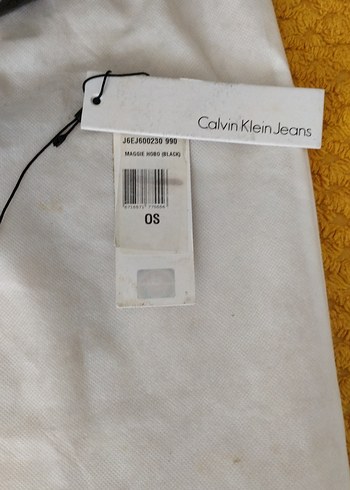 Calvin Klein Jeans
J6EJ600230 990
MAGGIE HOBO (BLACK)
OS